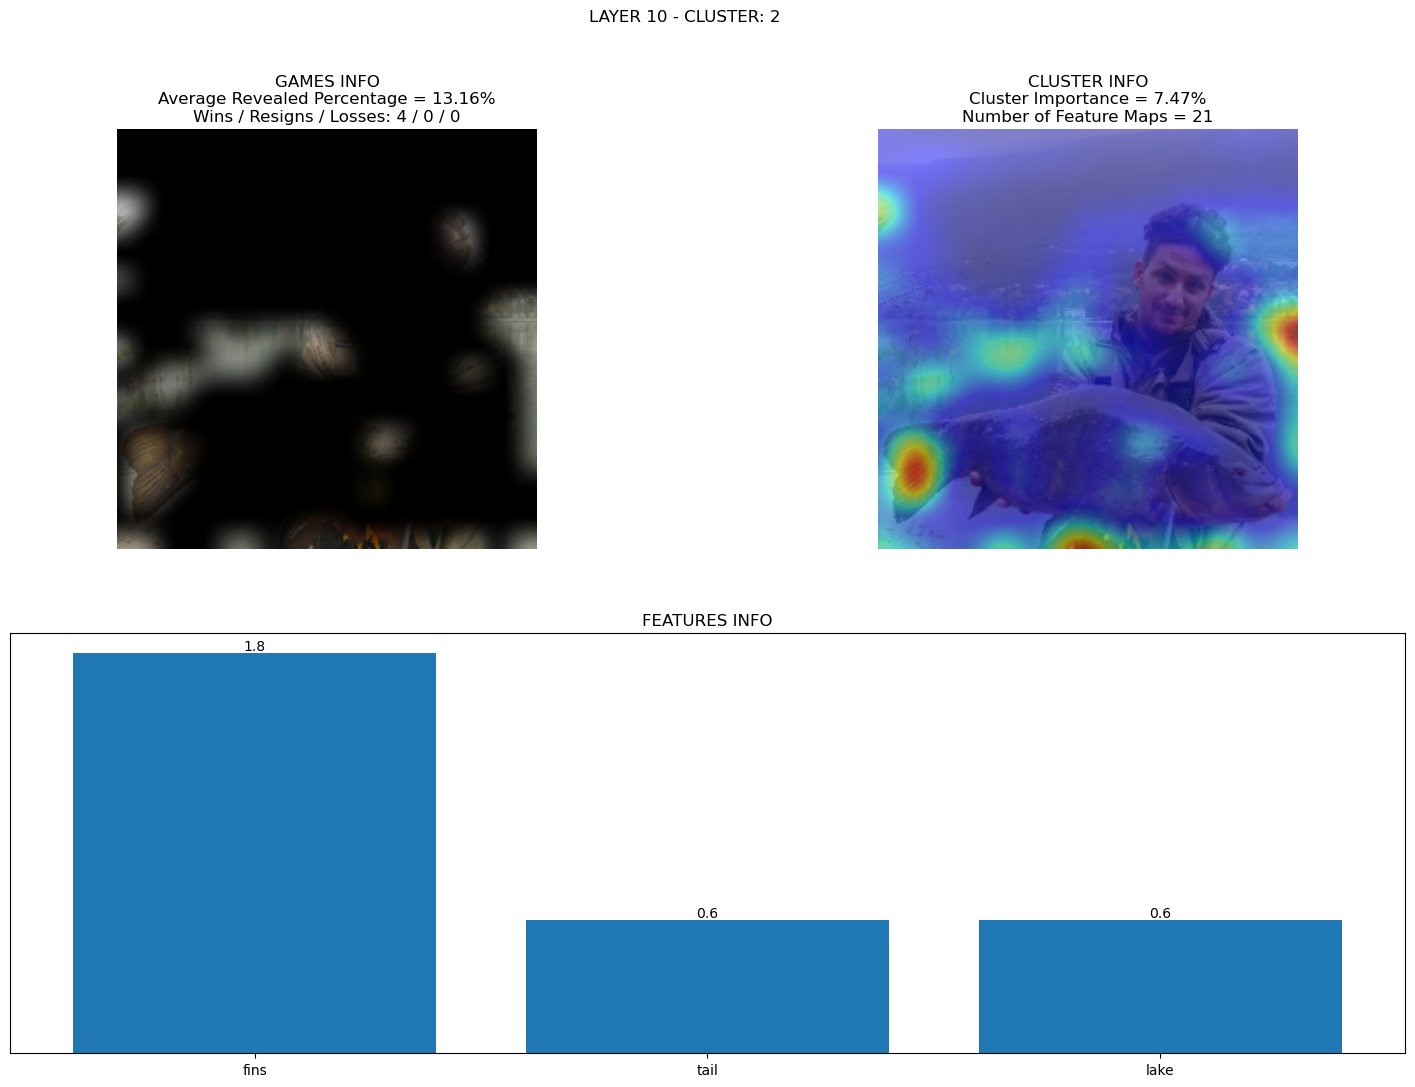 LAYER 10 - CLUSTER: 2
GAMES INFO
Average Revealed Percentage = 13.16%
Wins / Resigns / Losses: 4 / 0 / 0
CLUSTER INFO
Cluster Importance = 7.47%
Number of Feature Maps = 21
FEATURES INFO
1.8
0.6
0.6
fins
tail
lake